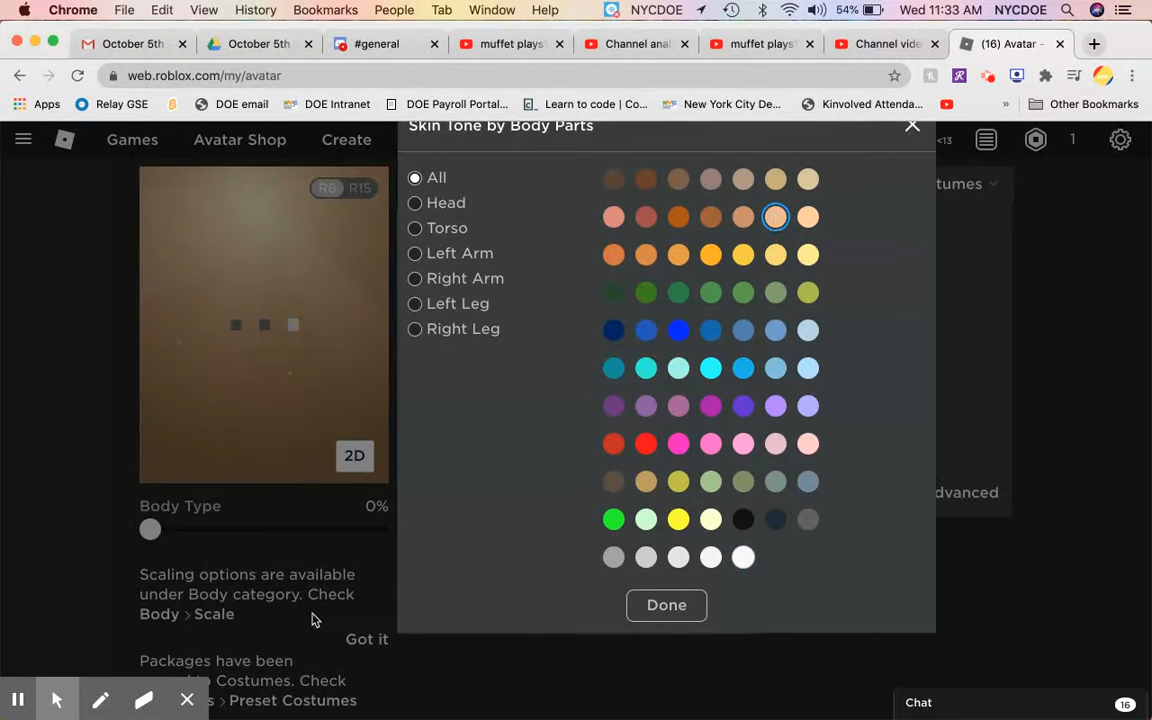 Chrome File Edit View History Bookmarks People Tab Window Help NYCDOE 54% Wed 11:33 AM NYCDOE
October 5th October 5th #general muffet plays Channel ana muffet plays Channel vide (16) Avatar -
web.roblox.com/my/avatar
Apps Relay GSE DOE email DOE Intranet DOE Payroll Portal... Learn to code | Co... New York City De... Kinvolved Attenda... » Other Bookmarks
Games Avatar Shop Create Skin Tone by Body Parts <13 1
R6 R15 All tumes
Head
Torso
Left Arm
Right Arm
Left Leg
Right Leg
2D
dvanced
Body Type 0%
Scaling options are available
under Body category. Check
Body > Scale
Done
Got it
Packages have been
to Costumes. Check
s > Preset Costumes
Chat 16